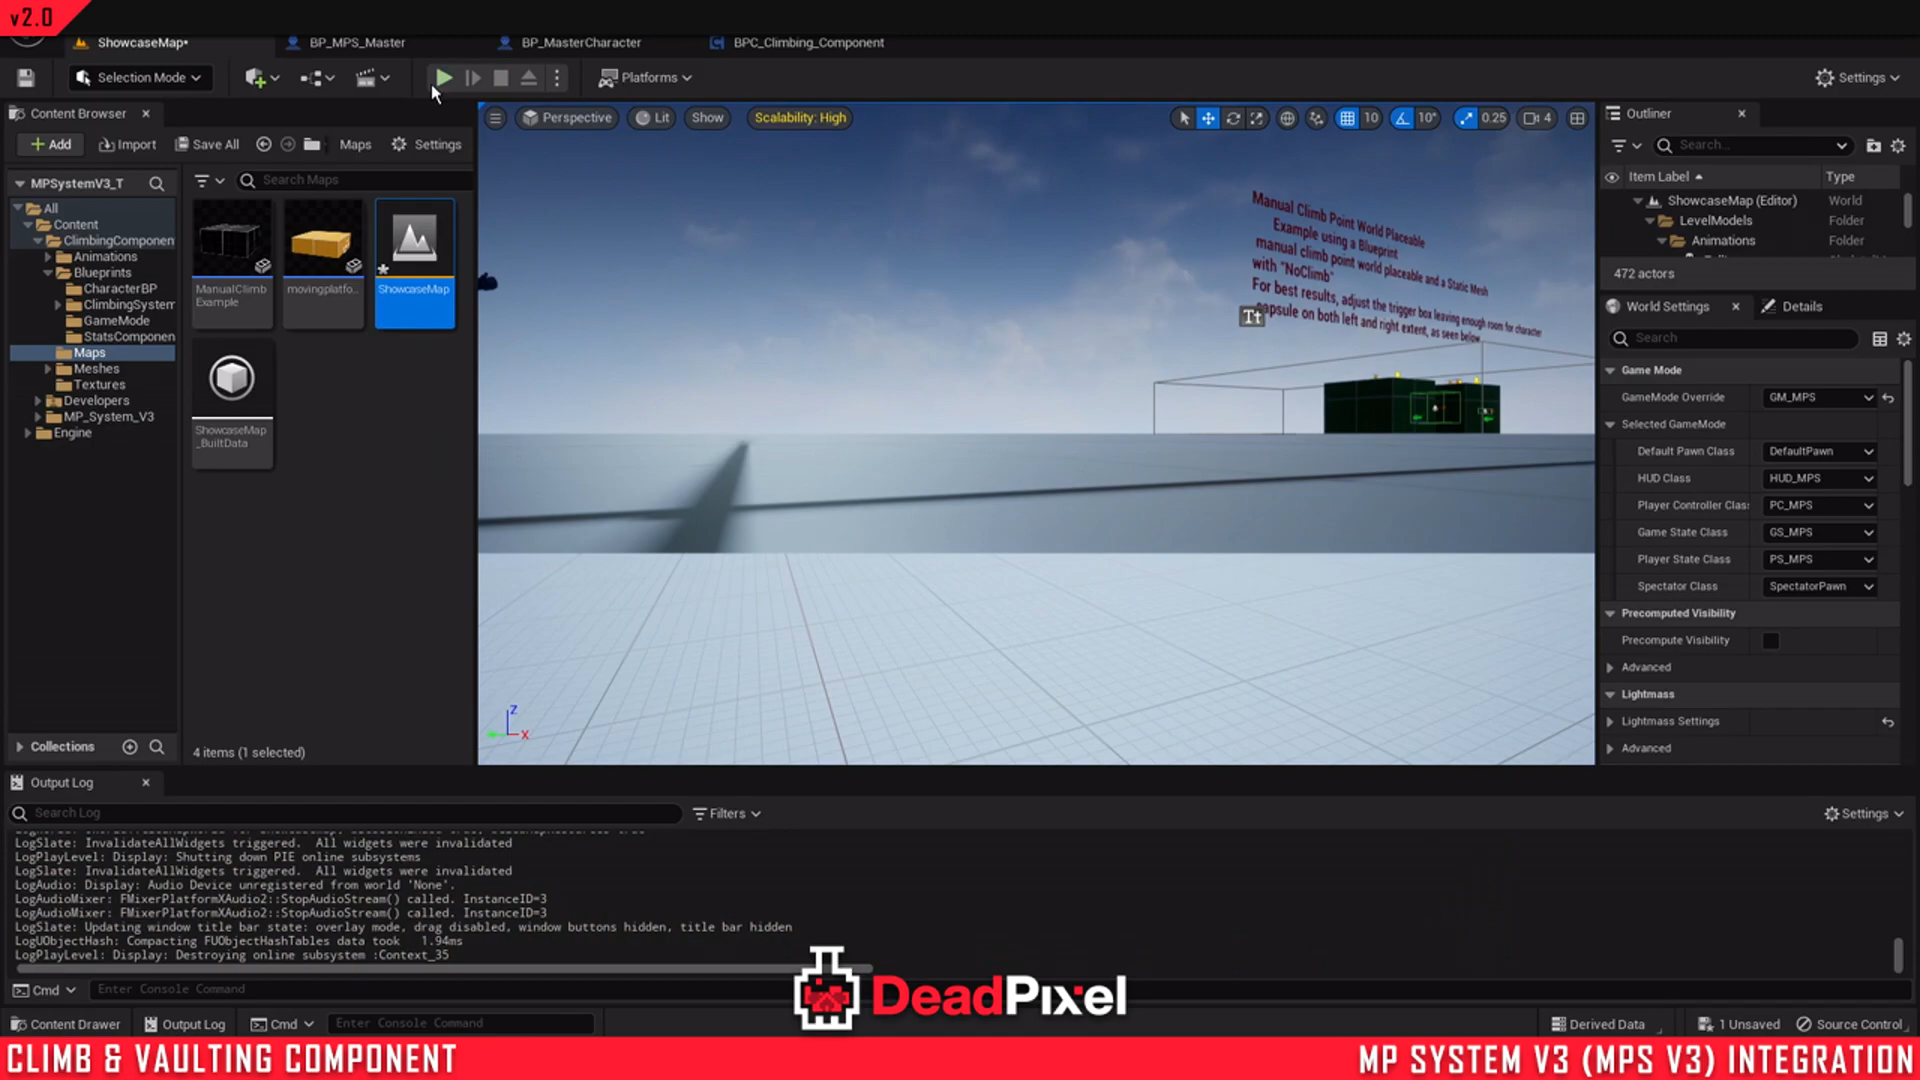 v2.0
ShowcaseMap•
BP_MPS_Master
BP_MasterCharacter
BPC_Climbing_Component
Selection Mode
Platforms
Settings
Content Browser
Add
Import
Save All
Maps
Settings
MPSystemV3_T
Search Maps
All
Content
ClimbingComponen
Animations
Blueprints
CharacterBP
ClimbingSystem
GameMode
StatsComponen
Maps
Meshes
Textures
Developers
MP_System_V3
Engine
ManualClimb
Example
movingplatfo...
ShowcaseMap
ShowcaseMap
_BuiltData
Collections
4 items (1 selected)
Perspective
Lit
Show
Scalability: High
10
10°
0.25
4
Manual Climb Point World Placeable
Example using a Blueprint
manual climb point world placeable and a Static Mesh
with "NoClimb"
For best results, adjust the trigger box leaving enough room for character
capsule on both left and right extent, as seen below
Tt
Z
X
Outliner
Search...
Item Label
Type
ShowcaseMap (Editor)
World
LevelModels
Folder
Animations
Folder
472 actors
World Settings
Details
Search
Game Mode
GameMode Override
GM_MPS
Selected GameMode
Default Pawn Class
DefaultPawn
HUD Class
HUD_MPS
Player Controller Class
PC_MPS
Game State Class
GS_MPS
Player State Class
PS_MPS
Spectator Class
SpectatorPawn
Precomputed Visibility
Precompute Visibility
Advanced
Lightmass
Lightmass Settings
Advanced
Output Log
Search Log
Filters
Settings
LogSlate: InvalidateAllWidgets triggered.  All widgets were invalidated
LogPlayLevel: Display: Shutting down PIE online subsystems
LogSlate: InvalidateAllWidgets triggered.  All widgets were invalidated
LogAudio: Display: Audio Device unregistered from world 'None'.
LogAudioMixer: FMixerPlatformXAudio2::StopAudioStream() called. InstanceID=3
LogAudioMixer: FMixerPlatformXAudio2::StopAudioStream() called. InstanceID=3
LogSlate: Updating window title bar state: overlay mode, drag disabled, window buttons hidden, title bar hidden
LogUObjectHash: Compacting FUObjectHashTables data took   1.94ms
LogPlayLevel: Display: Destroying online subsystem :Context_35
Cmd
Enter Console Command
DeadPixel
Content Drawer
Output Log
Cmd
Enter Console Command
Derived Data
1 Unsaved
Source Control
CLIMB & VAULTING COMPONENT
MP SYSTEM V3 (MPS V3) INTEGRATION